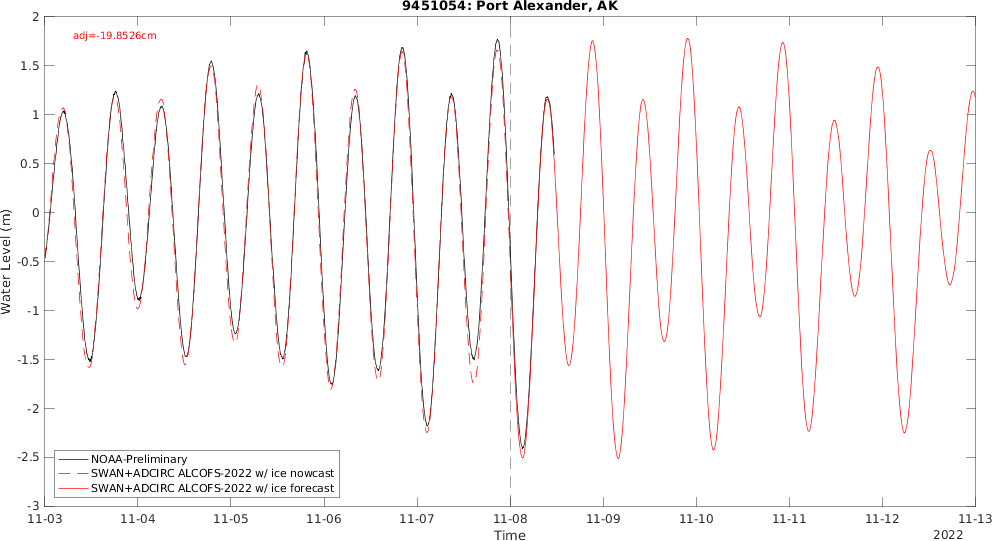 9451054: Port Alexander, AK
adj=-19.8526cm
2
1.5
1
0.5
0
-0.5
-1
-1.5
-2
-2.5
-3
Water Level (m)
NOAA-Preliminary
SWAN+ADCIRC ALCOFS-2022 w/ ice nowcast
SWAN+ADCIRC ALCOFS-2022 w/ ice forecast
11-03 11-04 11-05 11-06 11-07 11-08 11-09 11-10 11-11 11-12 11-13
Time
2022